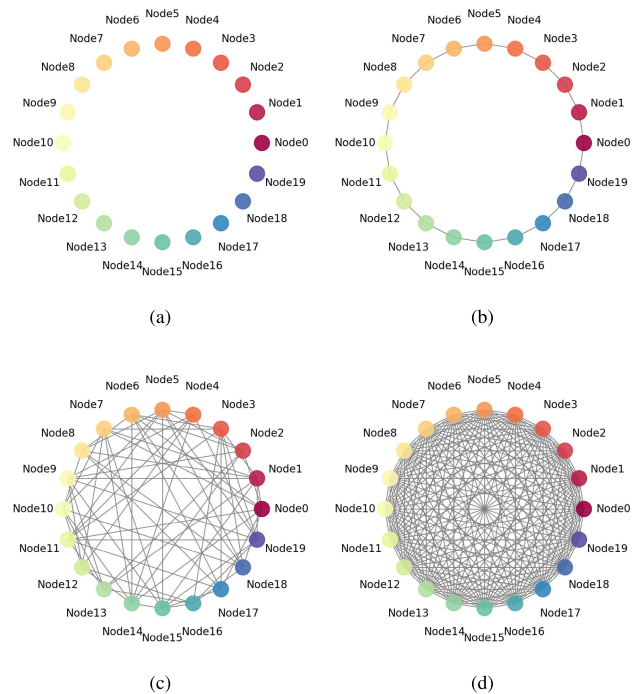 Node5
Node6 Node4
Node7 Node3
Node8 Node2
Node9 Node1
Node10 Node0
Node11 Node19
Node12 Node18
Node13 Node17
Node14 Node16
Node15
(a)
Node5
Node6 Node4
Node7 Node3
Node8 Node2
Node9 Node1
Node10 Node0
Node11 Node19
Node12 Node18
Node13 Node17
Node14 Node16
Node15
(b)
Node5
Node6 Node4
Node7 Node3
Node8 Node2
Node9 Node1
Node10 Node0
Node11 Node19
Node12 Node18
Node13 Node17
Node14 Node16
Node15
(c)
Node5
Node6 Node4
Node7 Node3
Node8 Node2
Node9 Node1
Node10 Node0
Node11 Node19
Node12 Node18
Node13 Node17
Node14 Node16
Node15
(d)